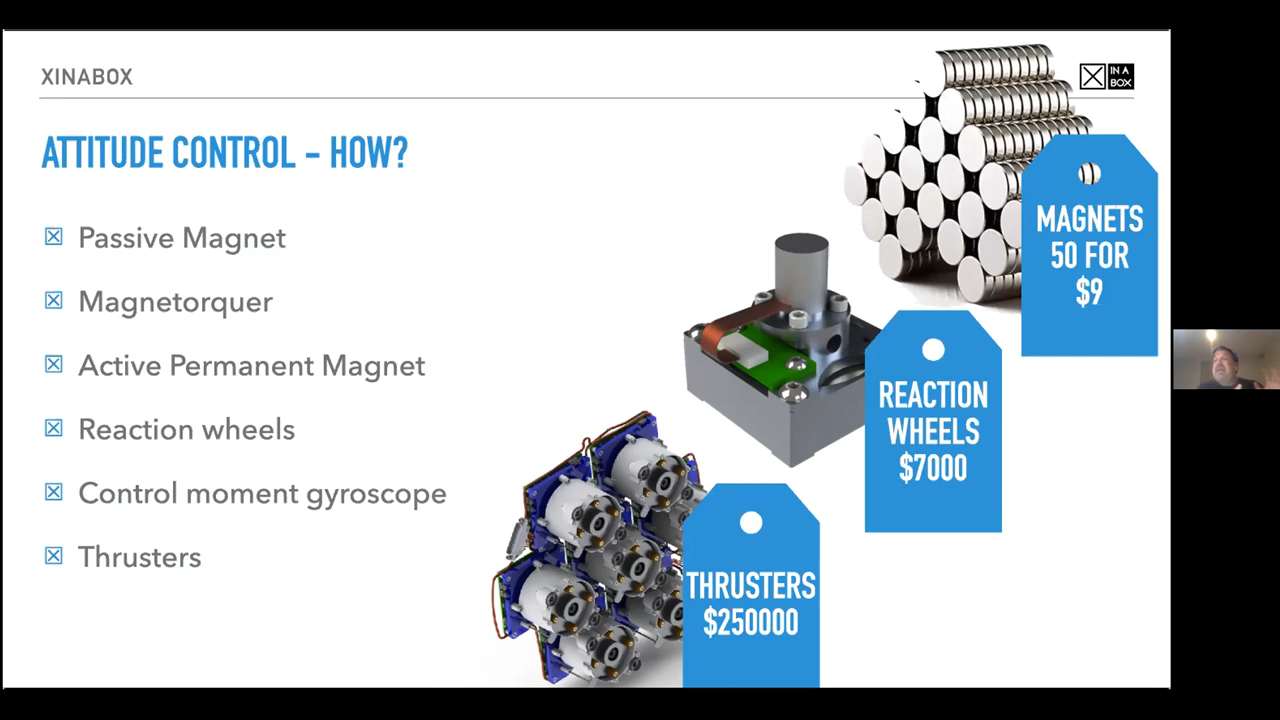 XINABOX
IN A
BOX
ATTITUDE CONTROL - HOW?
Passive Magnet
Magnetorquer
Active Permanent Magnet
Reaction wheels
Control moment gyroscope
Thrusters
MAGNETS
50 FOR
$9
REACTION
WHEELS
$7000
THRUSTERS
$250000